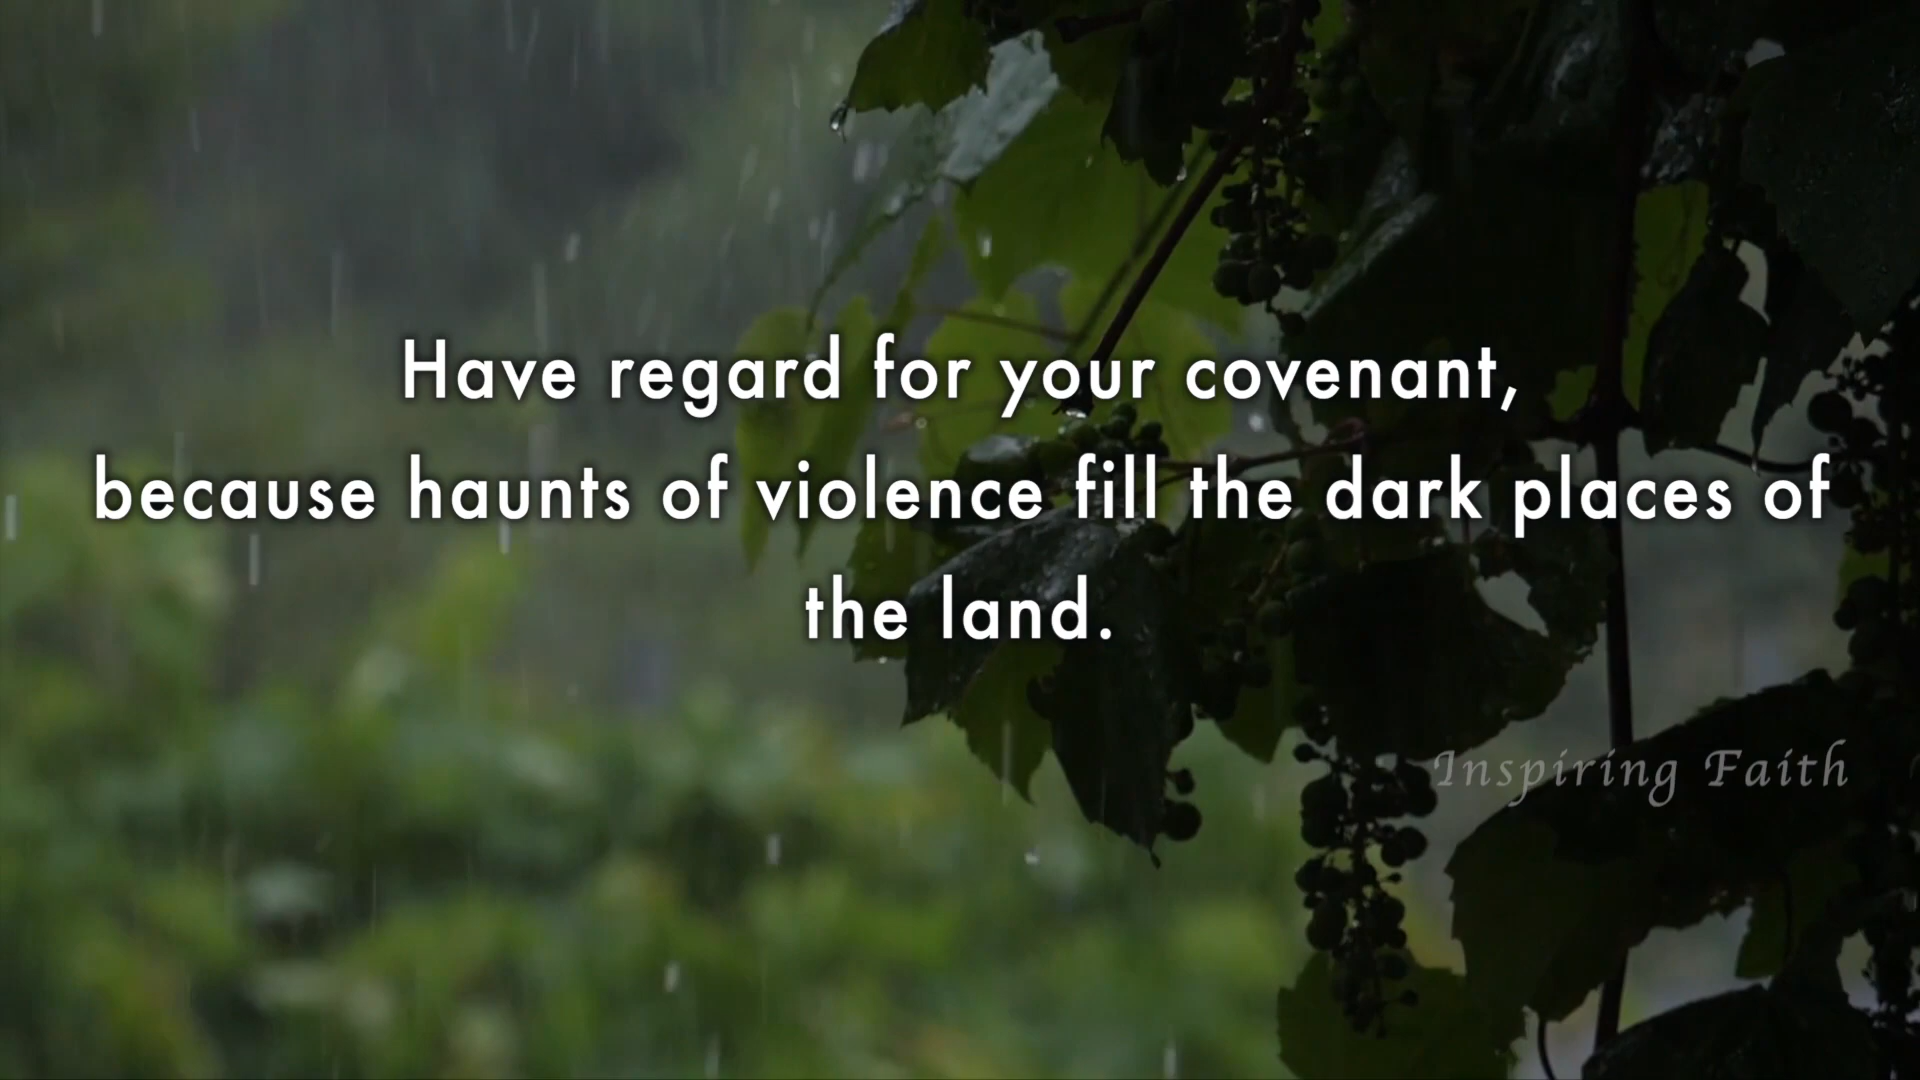 Have regard for your covenant,
because haunts of violence fill the dark places of
the land.
Inspiring Faith